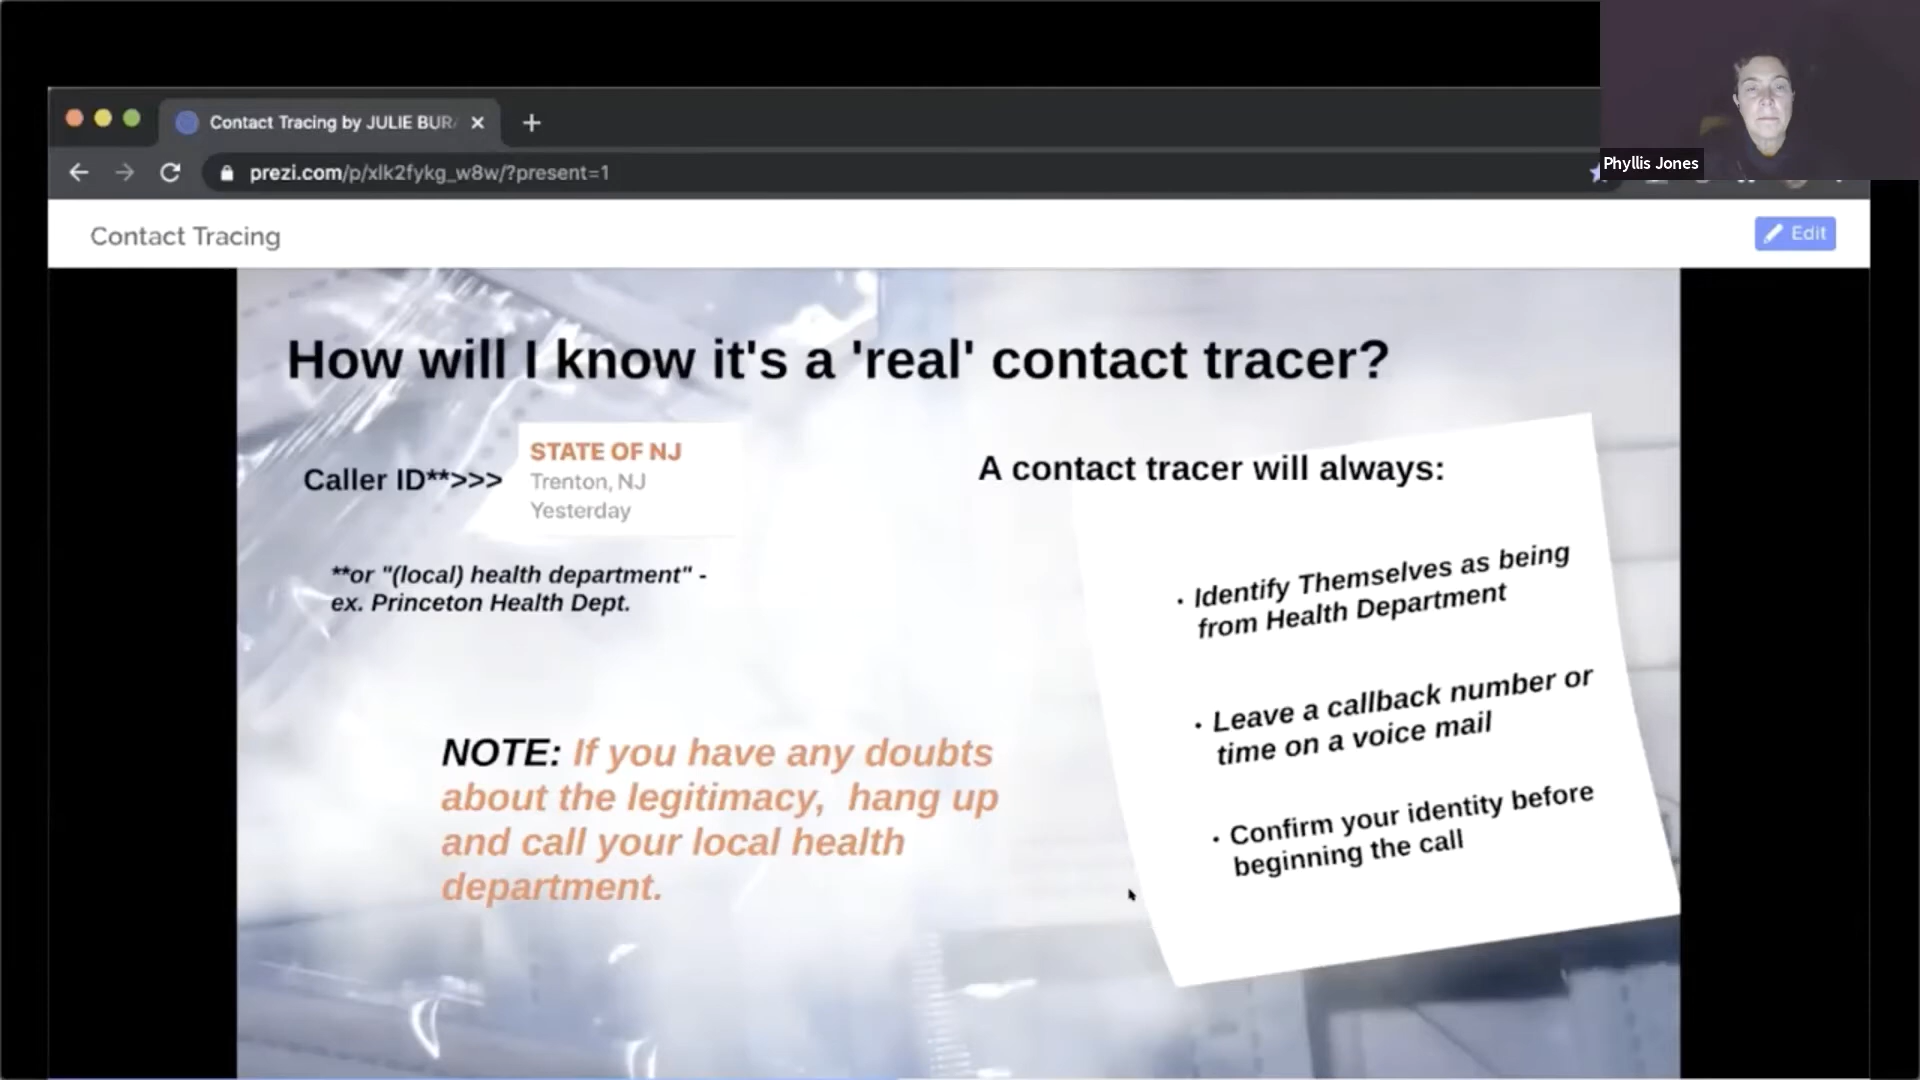 Contact Tracing by JULIE BUR
prezi.com/p/xlk2fykg_w8w/?present=1
Phyllis Jones
Contact Tracing
Edit
How will I know it's a 'real' contact tracer?
Caller ID**>>>
STATE OF NJ
Trenton, NJ
Yesterday
**or "(local) health department" -
ex. Princeton Health Dept.
NOTE: If you have any doubts
about the legitimacy,  hang up
and call your local health
department.
A contact tracer will always:
· Identify Themselves as being
from Health Department
· Leave a callback number or
time on a voice mail
· Confirm your identity before
beginning the call